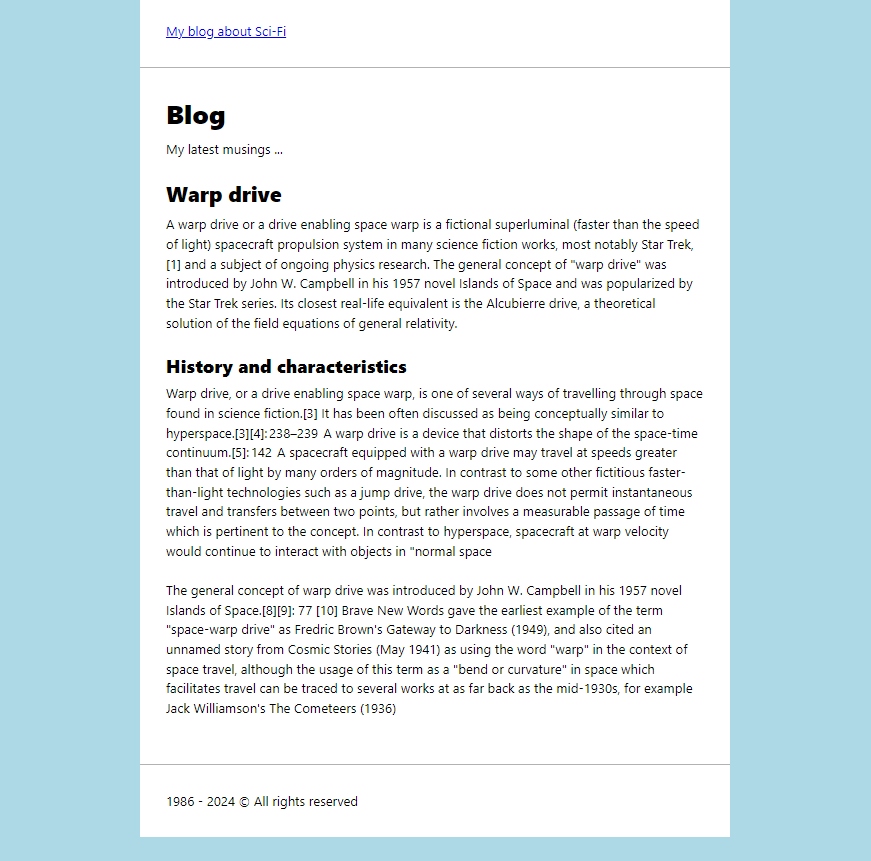 My blog about Sci-Fi
Blog
My latest musings ...
Warp drive
A warp drive or a drive enabling space warp is a fictional superluminal (faster than the speed
of light) spacecraft propulsion system in many science fiction works, most notably Star Trek,
[1] and a subject of ongoing physics research. The general concept of "warp drive" was
introduced by John W. Campbell in his 1957 novel Islands of Space and was popularized by
the Star Trek series. Its closest real-life equivalent is the Alcubierre drive, a theoretical
solution of the field equations of general relativity.
History and characteristics
Warp drive, or a drive enabling space warp, is one of several ways of travelling through space
found in science fiction.[3] It has been often discussed as being conceptually similar to
hyperspace.[3][4]: 238–239  A warp drive is a device that distorts the shape of the space-time
continuum.[5]: 142  A spacecraft equipped with a warp drive may travel at speeds greater
than that of light by many orders of magnitude. In contrast to some other fictitious faster-
than-light technologies such as a jump drive, the warp drive does not permit instantaneous
travel and transfers between two points, but rather involves a measurable passage of time
which is pertinent to the concept. In contrast to hyperspace, spacecraft at warp velocity
would continue to interact with objects in "normal space
The general concept of warp drive was introduced by John W. Campbell in his 1957 novel
Islands of Space.[8][9]: 77 [10] Brave New Words gave the earliest example of the term
"space-warp drive" as Fredric Brown's Gateway to Darkness (1949), and also cited an
unnamed story from Cosmic Stories (May 1941) as using the word "warp" in the context of
space travel, although the usage of this term as a "bend or curvature" in space which
facilitates travel can be traced to several works at as far back as the mid-1930s, for example
Jack Williamson's The Cometeers (1936)
1986 - 2024 © All rights reserved